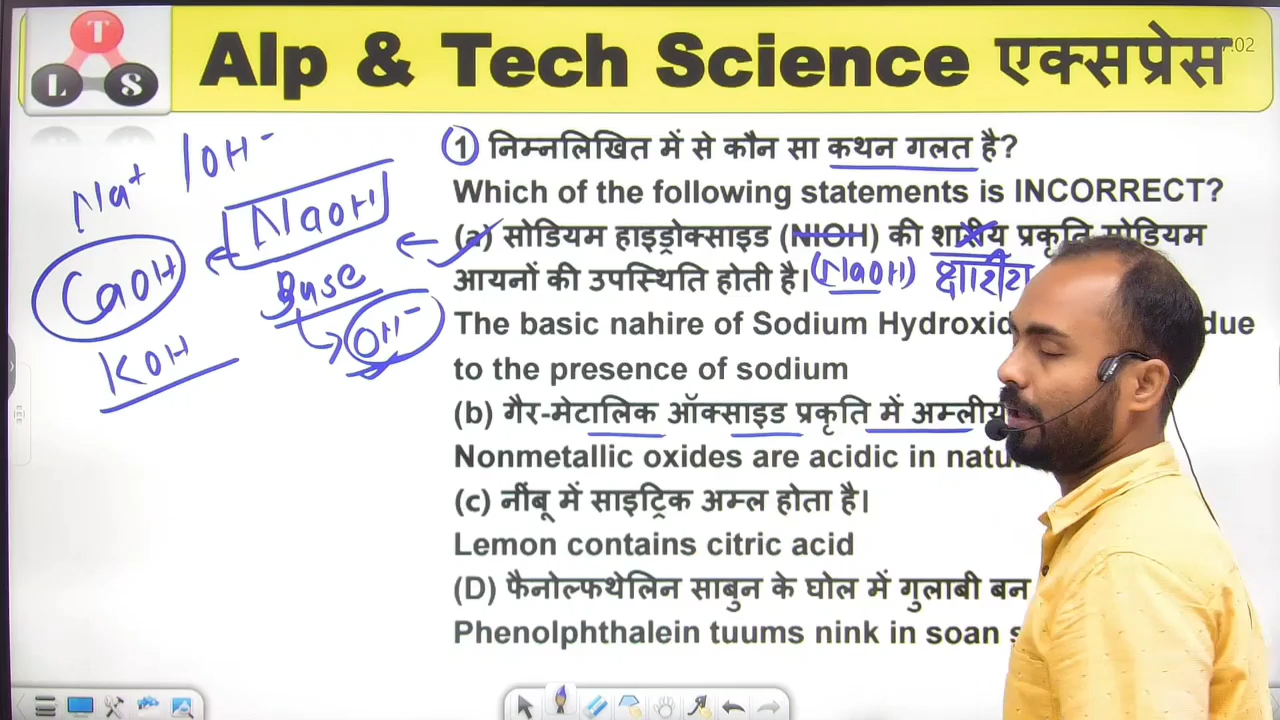 T
L S
Alp & Tech Science एक्सप्रेस
:02
Na⁺ / OH⁻
NaOH
CaOH
Base
OH⁻
KOH
1 निम्नलिखित में से कौन सा कथन गलत है?
Which of the following statements is INCORRECT?
(a) सोडियम हाइड्रोक्साइड (NIOH) की शारीय प्रकृति सोडियम
आयनों की उपस्थिति होती है। (NaOH) क्षारीय
The basic nahire of Sodium due
to the presence of sodium
(b) गैर-मेटालिक ऑक्साइड प्रकृति में अम्लीय
Nonmetallic oxides are acidic in
(c) नींबू में साइट्रिक अम्ल होता है।
Lemon contains citric acid
(D) फैनोल्फथेलिन साबुन के घोल में गुलाबी बन
Phenolphthalein tuums nink in soan